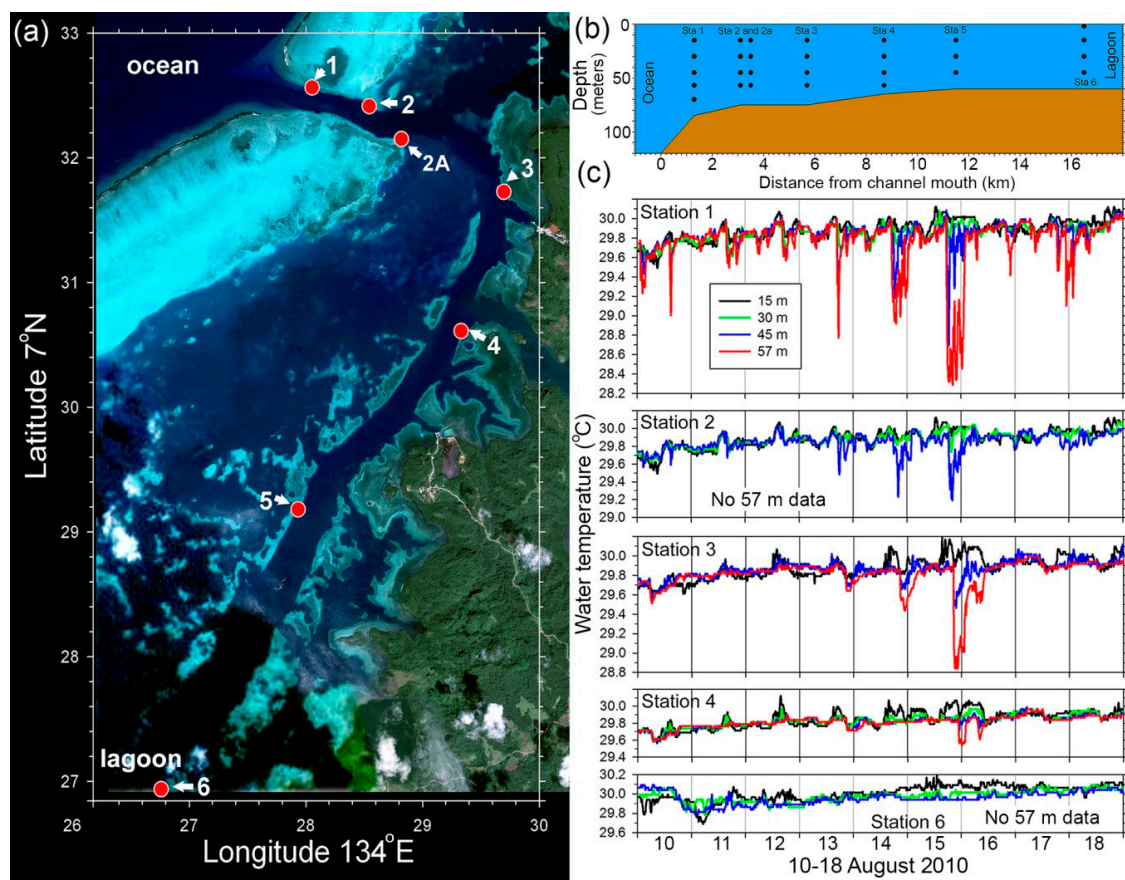 (a)
33
32
31
30
29
28
27
Latitude 7°N
ocean
1
2
2A
3
4
5
lagoon
6
26 27 28 29 30
Longitude 134°E
(b)
0
50
100
Depth
(meters)
Ocean
Sta 1 Sta 2 and 2a Sta 3 Sta 4 Sta 5
Sta 6
Lagoon
0 2 4 6 8 10 12 14 16
Distance from channel mouth (km)
(c)
Water temperature (°C)
Station 1
30.0
29.8
29.6
29.4
29.2
29.0
28.8
28.6
28.4
28.2
15 m
30 m
45 m
57 m
Station 2
30.0
29.8
29.6
29.4
29.2
29.0
No 57 m data
Station 3
30.0
29.8
29.6
29.4
29.2
29.0
28.8
Station 4
30.0
29.8
29.6
29.4
30.2
30.0
29.8
29.6
Station 6 No 57 m data
10 11 12 13 14 15 16 17 18
10-18 August 2010